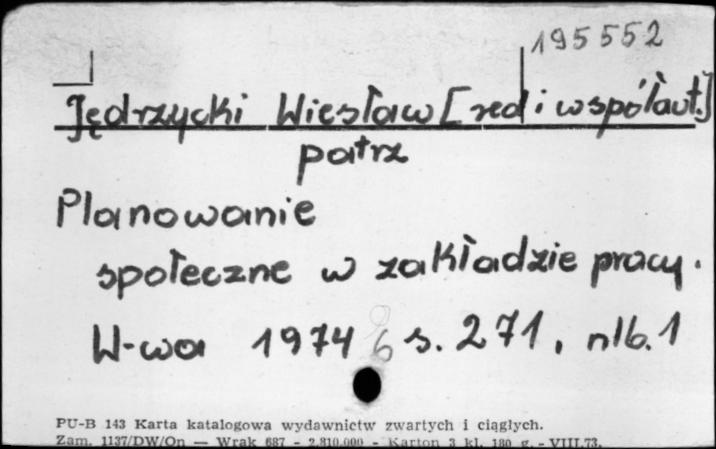 195552
Jędrzycki Wiesław [red i współaut.]
patrz
Planowanie
społeczne w zakładzie pracy.
W-wa 1974 6 s. 271, nlb. 1
PU-B 143 Karta katalogowa wydawnictw zwartych i ciągłych.
Zam. 1137/DW/On — Wrak 687 - 2.810.000 - Karton 3 kl. 180 g. - VIII.73.